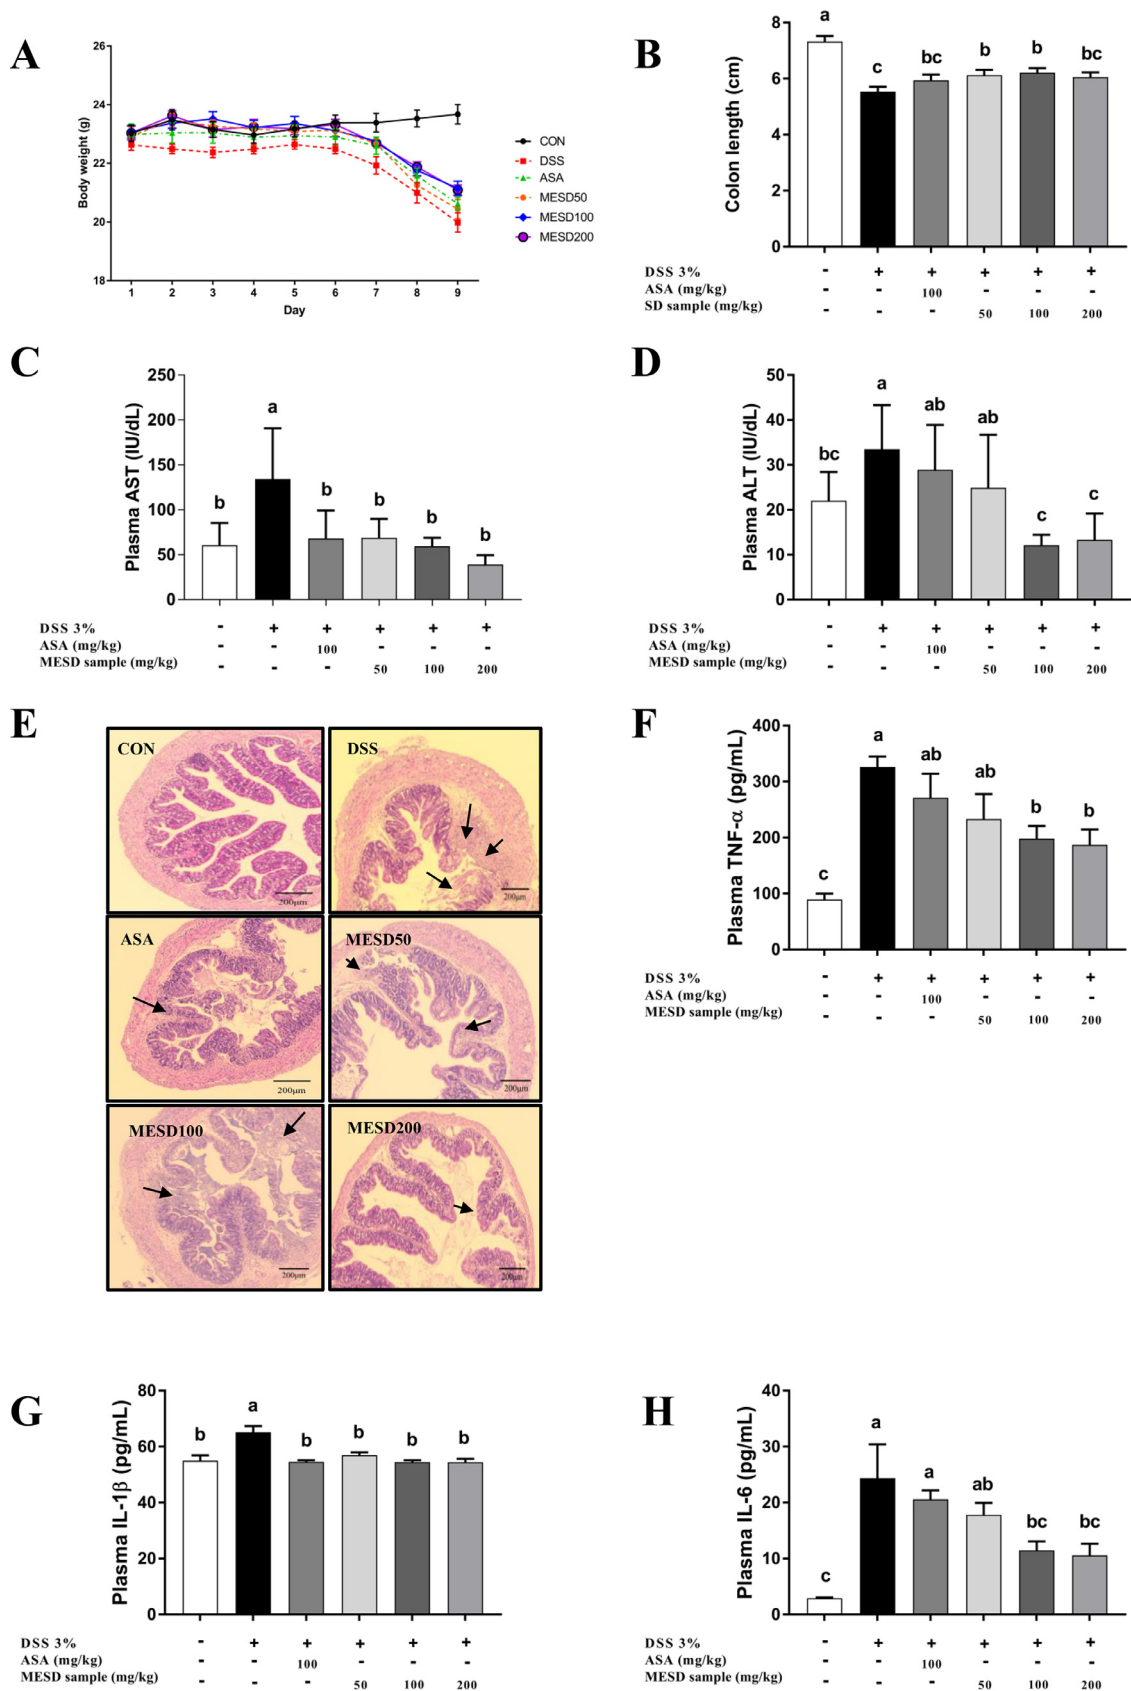 A
26
24
22
20
18
Body weight (g)
1 2 3 4 5 6 7 8 9
Day
CON
DSS
ASA
MESD50
MESD100
MESD200
B
Colon length (cm)
8
6
4
2
0
a c bc b b bc
DSS 3% - + + + + +
ASA (mg/kg) - - 100 - - -
SD sample (mg/kg) - - - 50 100 200
C
Plasma AST (IU/dL)
250
200
150
100
50
0
b a b b b b
DSS 3% - + + + + +
ASA (mg/kg) - - 100 - - -
MESD sample (mg/kg) - - - 50 100 200
D
Plasma ALT (IU/dL)
50
40
30
20
10
0
bc a ab ab c c
DSS 3% - + + + + +
ASA (mg/kg) - - 100 - - -
MESD sample (mg/kg) - - - 50 100 200
E
CON
200μm
DSS
200μm
ASA
200μm
MESD50
200μm
MESD100
200μm
MESD200
200μm
F
Plasma TNF-α (pg/mL)
400
300
200
100
0
c a ab ab b b
DSS 3% - + + + + +
ASA (mg/kg) - - 100 - - -
MESD sample (mg/kg) - - - 50 100 200
G
Plasma IL-1β (pg/mL)
80
60
40
20
0
b a b b b b
DSS 3% - + + + + +
ASA (mg/kg) - - 100 - - -
MESD sample (mg/kg) - - - 50 100 200
H
Plasma IL-6 (pg/mL)
40
30
20
10
0
c a a ab bc bc
DSS 3% - + + + + +
ASA (mg/kg) - - 100 - - -
MESD sample (mg/kg) - - - 50 100 200